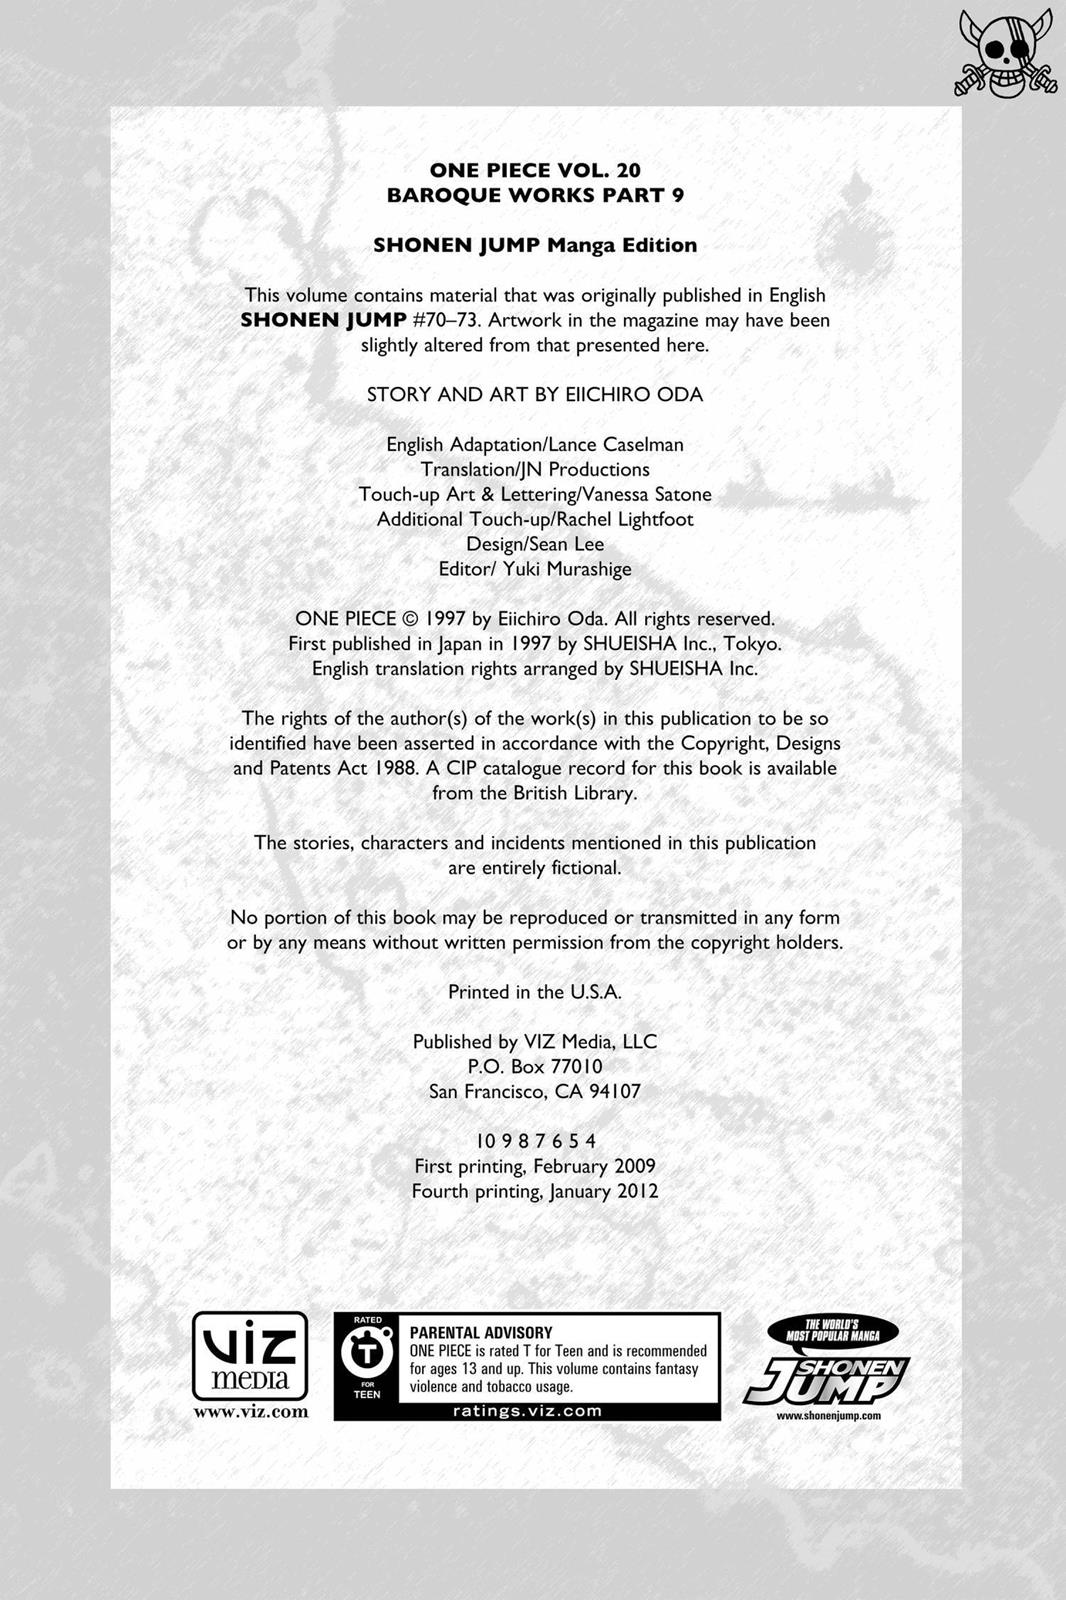 ONE PIECE VOL. 20
BAROQUE WORKS PART 9
SHONEN JUMP Manga Edition
This volume contains material that was originally published in English
SHONEN JUMP #70–73. Artwork in the magazine may have been
slightly altered from that presented here.
STORY AND ART BY EIICHIRO ODA
English Adaptation/Lance Caselman
Translation/JN Productions
Touch-up Art & Lettering/Vanessa Satone
Additional Touch-up/Rachel Lightfoot
Design/Sean Lee
Editor/ Yuki Murashige
ONE PIECE © 1997 by Eiichiro Oda. All rights reserved.
First published in Japan in 1997 by SHUEISHA Inc., Tokyo.
English translation rights arranged by SHUEISHA Inc.
The rights of the author(s) of the work(s) in this publication to be so
identified have been asserted in accordance with the Copyright, Designs
and Patents Act 1988. A CIP catalogue record for this book is available
from the British Library.
The stories, characters and incidents mentioned in this publication
are entirely fictional.
No portion of this book may be reproduced or transmitted in any form
or by any means without written permission from the copyright holders.
Printed in the U.S.A.
Published by VIZ Media, LLC
P.O. Box 77010
San Francisco, CA 94107
10 9 8 7 6 5 4
First printing, February 2009
Fourth printing, January 2012
VIZ
MEDIA
www.viz.com
RATED
T
FOR
TEEN
PARENTAL ADVISORY
ONE PIECE is rated T for Teen and is recommended
for ages 13 and up. This volume contains fantasy
violence and tobacco usage.
ratings.viz.com
THE WORLD'S
MOST POPULAR MANGA
SHONEN
JUMP
www.shonenjump.com